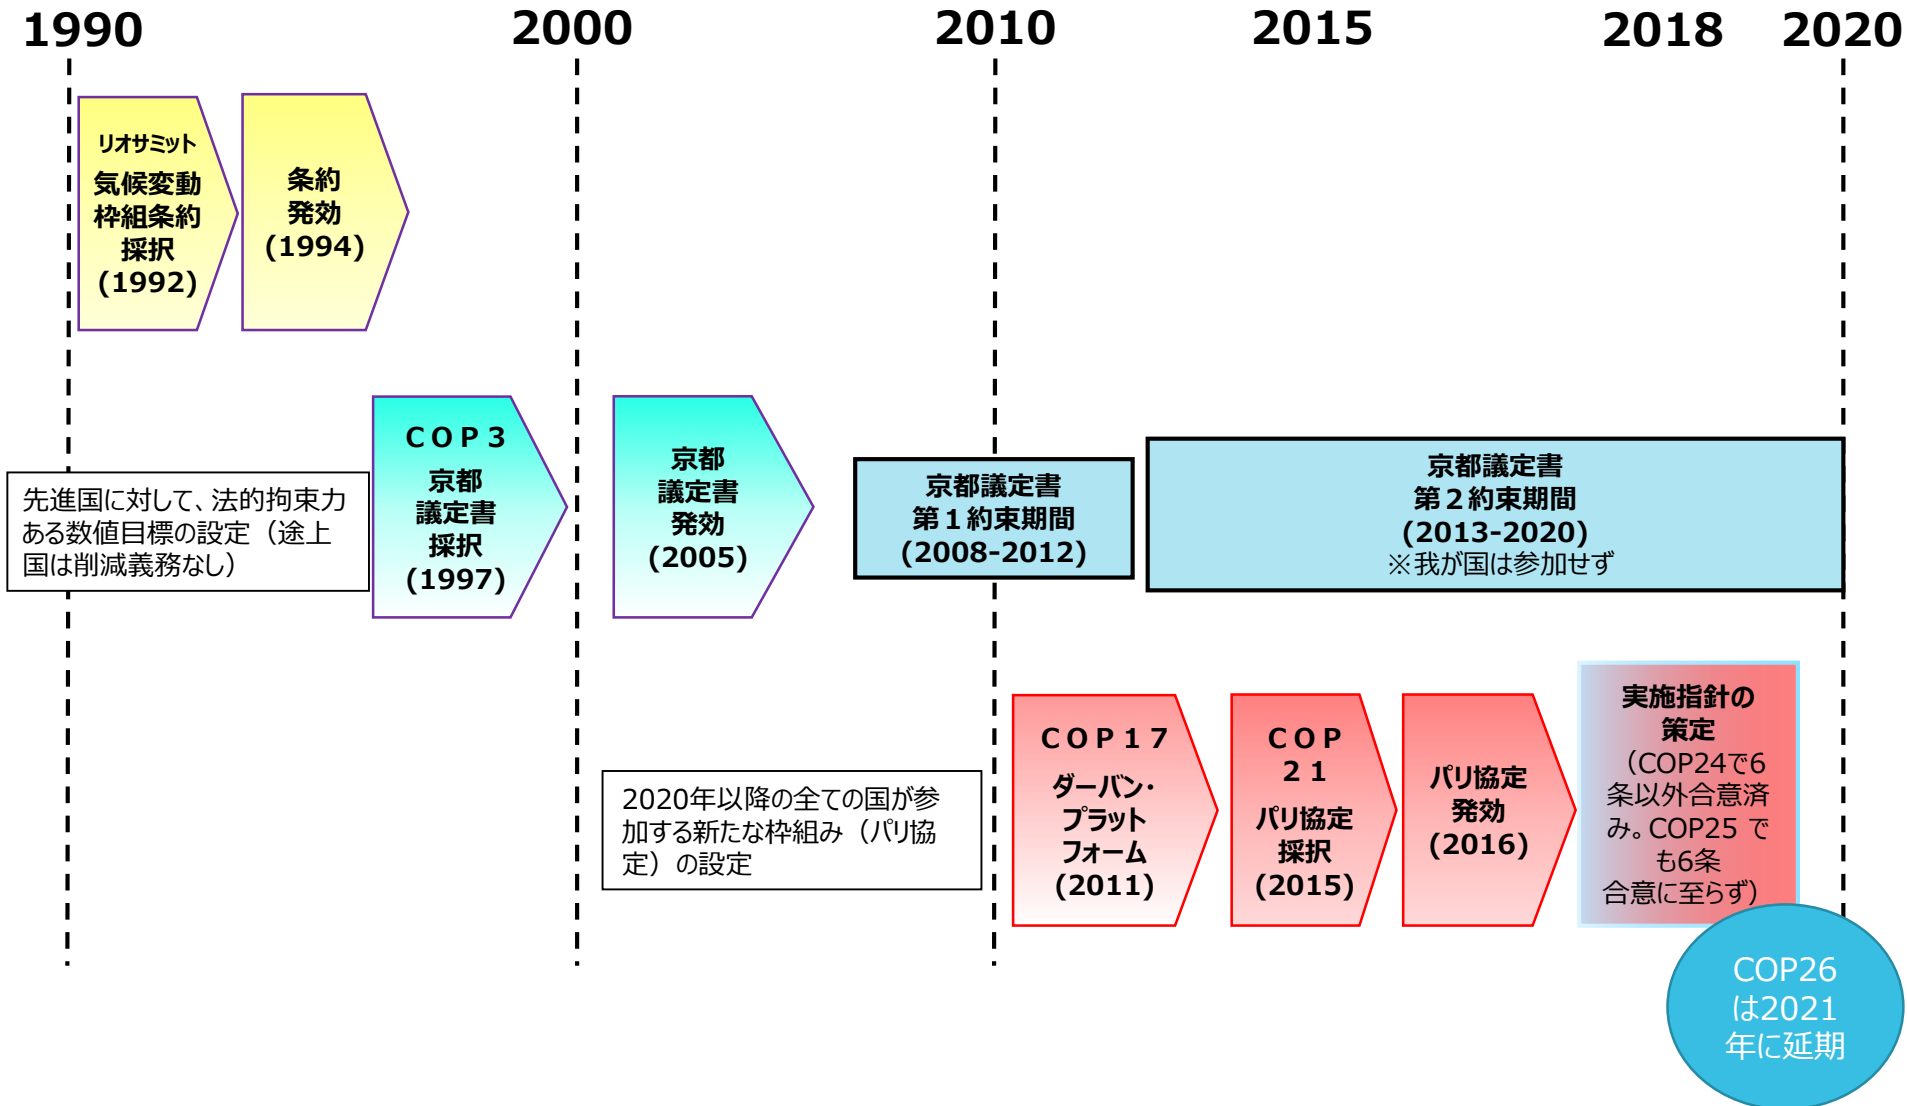 1990
2000
2010
2015
2018
2020
リオサミット
気候変動
枠組条約
採択
(1992)
条約
発効
(1994)
先進国に対して、法的拘束力
ある数値目標の設定（途上
国は削減義務なし）
ＣＯＰ３
京都
議定書
採択
(1997)
京都
議定書
発効
(2005)
京都議定書
第１約束期間
(2008-2012)
京都議定書
第２約束期間
(2013-2020)
※我が国は参加せず
2020年以降の全ての国が参
加する新たな枠組み（パリ協
定）の設定
ＣＯＰ１７
ダーバン・
プラット
フォーム
(2011)
ＣＯＰ
２１
パリ協定
採択
(2015)
パリ協定
発効
(2016)
実施指針の
策定
（COP24で6
条以外合意済
み。COP25 で
も6条
合意に至らず）
COP26
は2021
年に延期